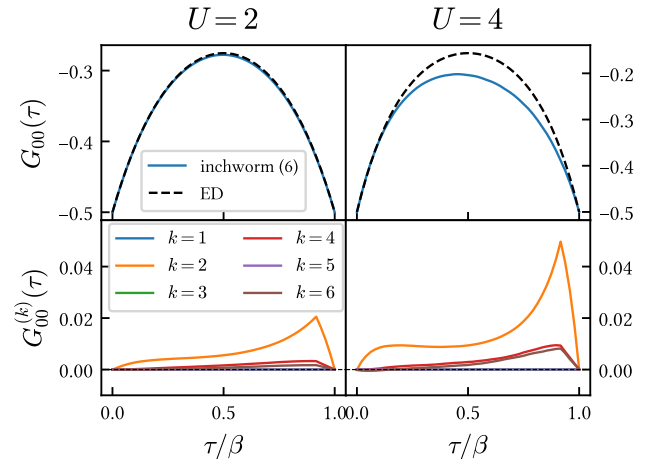 U = 2 U = 4
G₀₀(τ)
−0.3
−0.4
−0.5
inchworm (6)
ED
−0.2
−0.3
−0.4
−0.5
G₀₀⁽ᵏ⁾(τ)
0.04
0.02
0.00
k = 1 k = 4
k = 2 k = 5
k = 3 k = 6
0.04
0.02
0.00
0.0 0.5 1.0 0.0 0.5 1.0
τ/β τ/β